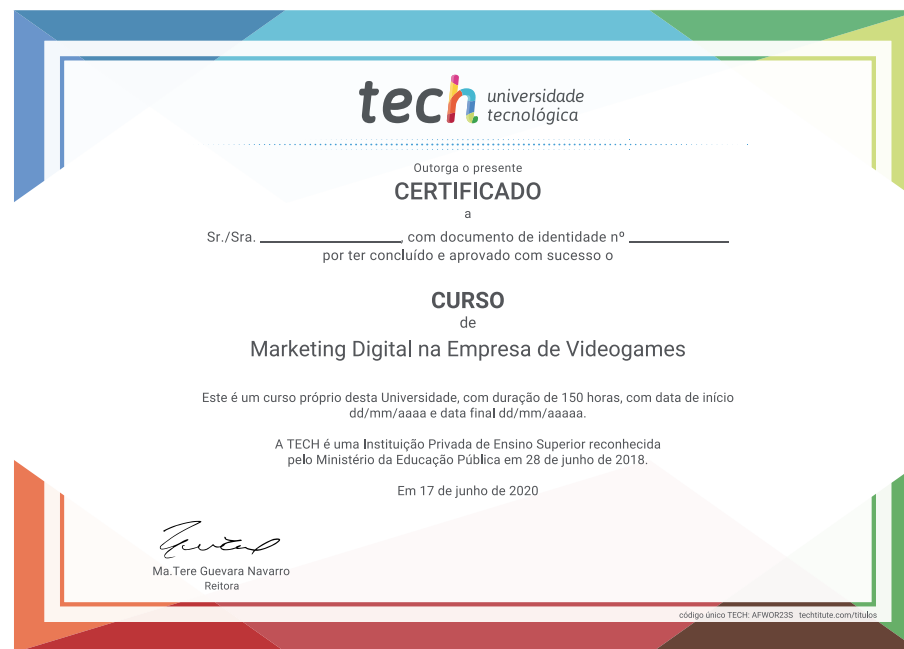 tech universidade
tecnológica
Outorga o presente
CERTIFICADO
a
Sr./Sra. ____________, com documento de identidade nº _________
por ter concluído e aprovado com sucesso o
CURSO
de
Marketing Digital na Empresa de Videogames
Este é um curso próprio desta Universidade, com duração de 150 horas, com data de início
dd/mm/aaaa e data final dd/mm/aaaaa.
A TECH é uma Instituição Privada de Ensino Superior reconhecida
pelo Ministério da Educação Pública em 28 de junho de 2018.
Em 17 de junho de 2020
Ma.Tere Guevara Navarro
Reitora
código único TECH: AFWOR23S techtitute.com/titulos